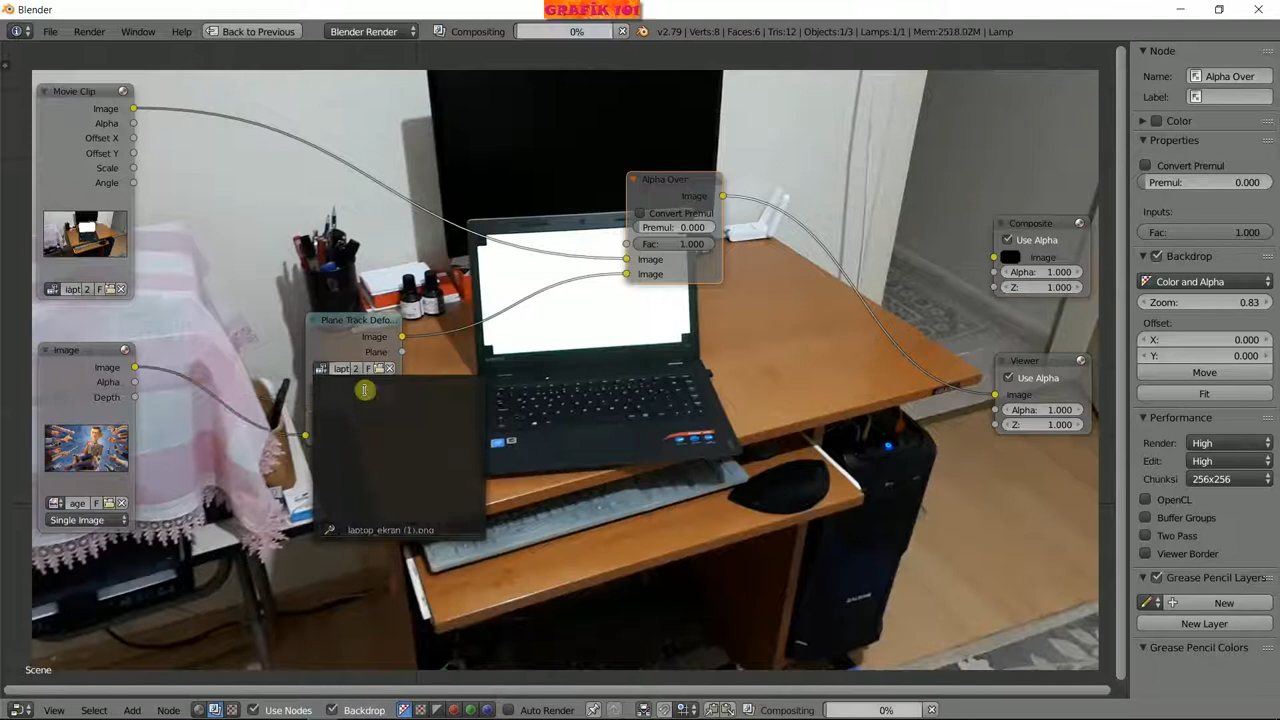 Blender
GRAFİK 101
File Render Window Help Back to Previous Blender Render Compositing 0% v2.79 | Verts:8 | Faces:6 | Tris:12 | Objects:1/3 | Lamps:1/1 | Mem:2518.02M | Lamp
Movie Clip
Image
Alpha
Offset X
Offset Y
Scale
Angle
lapt 2 F
Image
Image
Alpha
Depth
age F
Single Image
Plane Track Defo...
Image
Plane
lapt 2 F
laptop_ekran (1).png
Alpha Over
Image
Convert Premul
Premul: 0.000
Fac: 1.000
Image
Image
Composite
Use Alpha
Image
Alpha: 1.000
Z: 1.000
Viewer
Use Alpha
Image
Alpha: 1.000
Z: 1.000
Node
Name: Alpha Over
Label:
Color
Properties
Convert Premul
Premul: 0.000
Inputs:
Fac: 1.000
Backdrop
Color and Alpha
Zoom: 0.83
Offset:
X: 0.000
Y: 0.000
Move
Fit
Performance
Render: High
Edit: High
Chunksi 256x256
OpenCL
Buffer Groups
Two Pass
Viewer Border
Grease Pencil Layers
New
New Layer
Grease Pencil Colors
Scene
View Select Add Node Use Nodes Backdrop Auto Render Compositing 0%